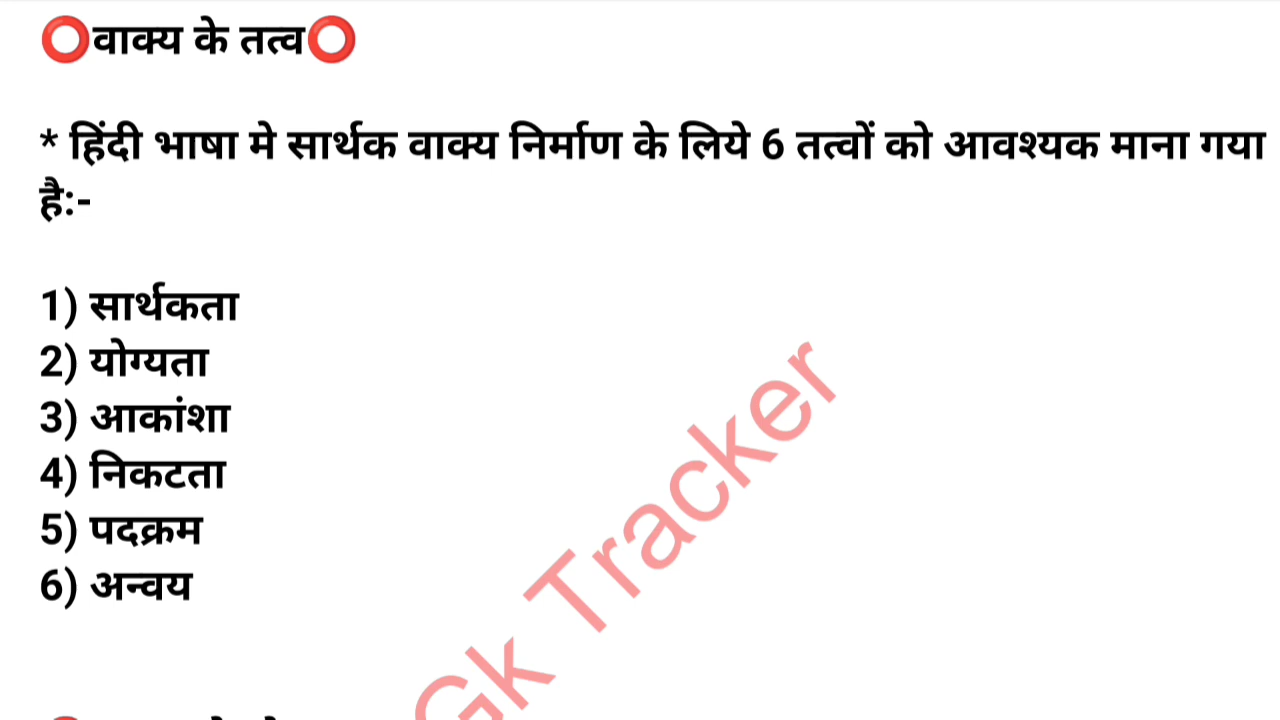 ⭕वाक्य के तत्व⭕
* हिंदी भाषा मे सार्थक वाक्य निर्माण के लिये 6 तत्वों को आवश्यक माना गया
है:-
1) सार्थकता
2) योग्यता
3) आकांशा
4) निकटता
5) पदक्रम
6) अन्वय
Gk Tracker